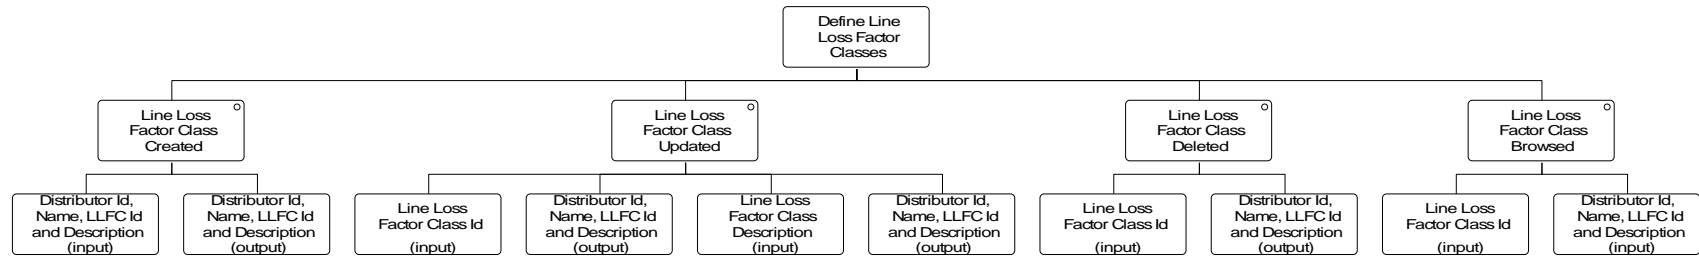 Define Line
Loss Factor
Classes
Line Loss
Factor Class
Created
Line Loss
Factor Class
Updated
Line Loss
Factor Class
Deleted
Line Loss
Factor Class
Browsed
Distributor Id,
Name, LLFC Id
and Description
(input)
Distributor Id,
Name, LLFC Id
and Description
(output)
Line Loss
Factor Class Id
(input)
Distributor Id,
Name, LLFC Id
and Description
(output)
Line Loss
Factor Class
Description
(input)
Distributor Id,
Name, LLFC Id
and Description
(output)
Line Loss
Factor Class Id
(input)
Distributor Id,
Name, LLFC Id
and Description
(output)
Line Loss
Factor Class Id
(input)
Distributor Id,
Name, LLFC Id
and Description
(input)